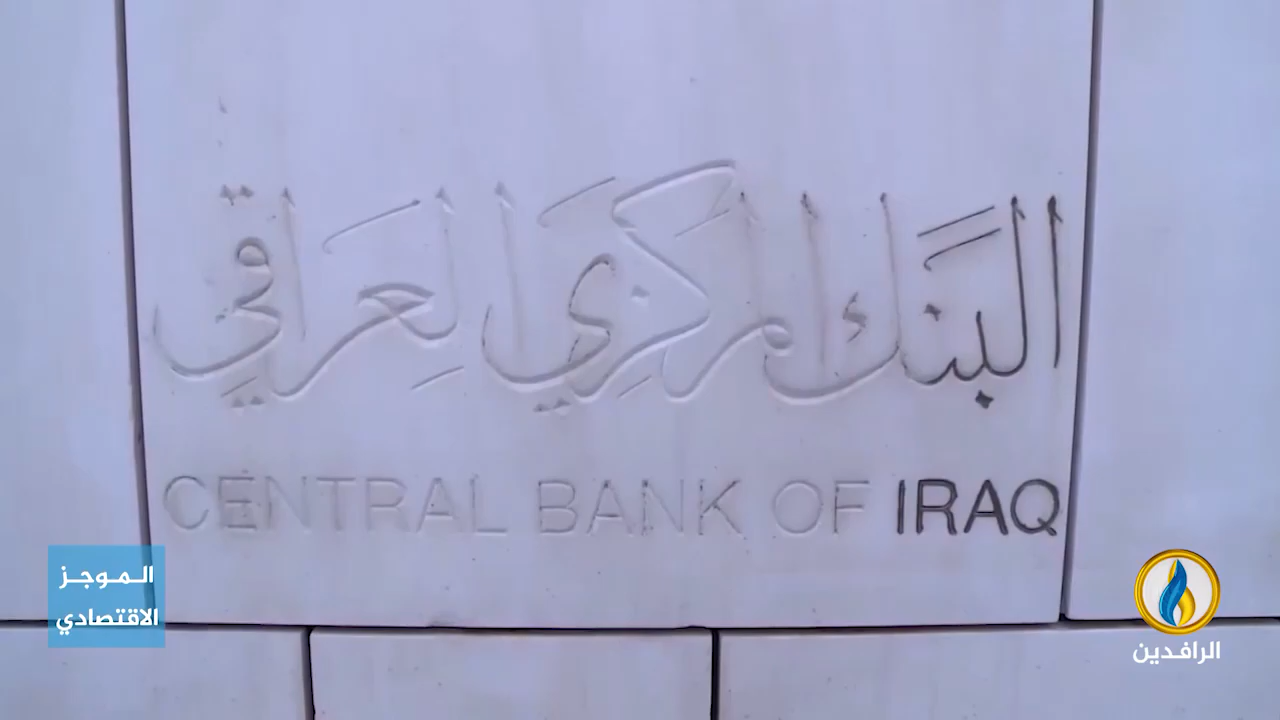 البنك المركزي العراقي
CENTRAL BANK OF IRAQ
الموجز
الاقتصادي
الرافدين